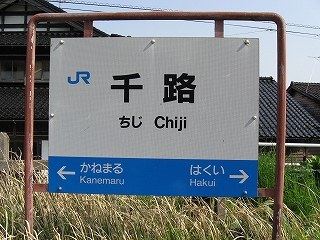 JR
千路
ちじ Chiji
← かねまる はくい →
Kanemaru Hakui